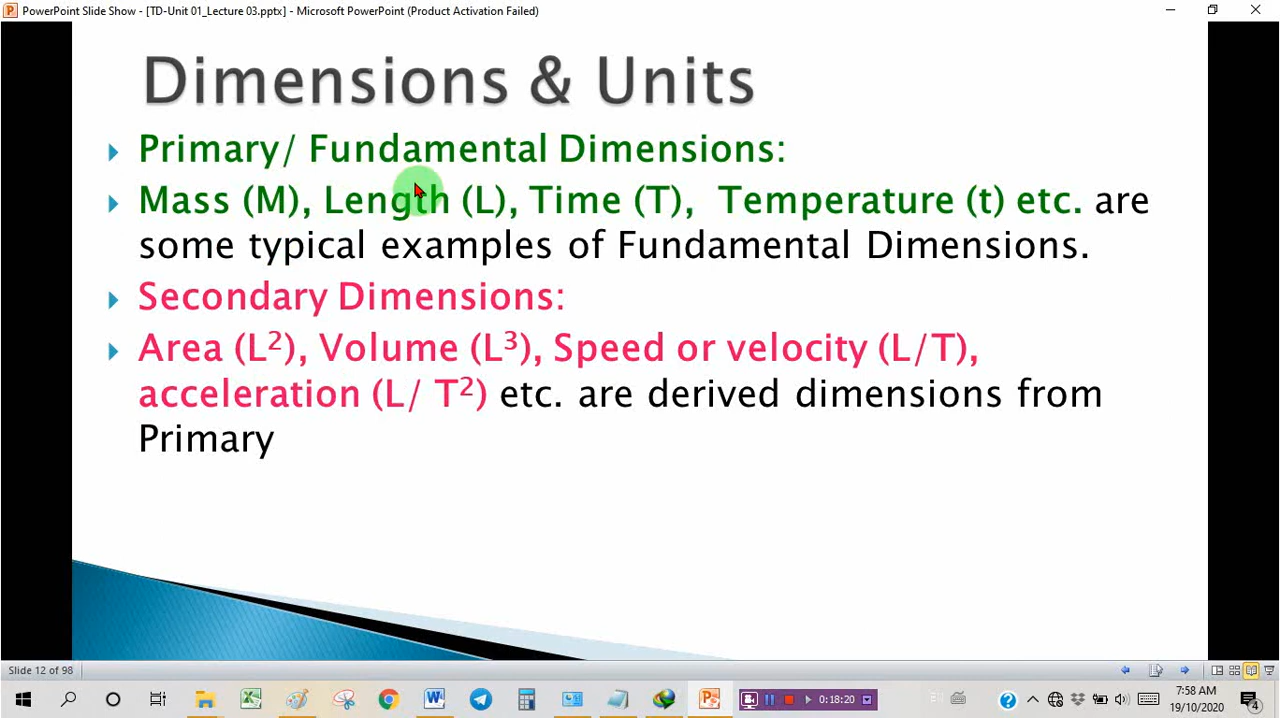 PowerPoint Slide Show - [TD-Unit 01_Lecture 03.pptx] - Microsoft PowerPoint (Product Activation Failed)
Dimensions & Units
Primary/ Fundamental Dimensions:
Mass (M), Length (L), Time (T), Temperature (t) etc. are
some typical examples of Fundamental Dimensions.
Secondary Dimensions:
Area (L²), Volume (L³), Speed or velocity (L/T),
acceleration (L/ T²) etc. are derived dimensions from
Primary
Slide 12 of 98
0:18:20
7:58 AM
19/10/2020
4